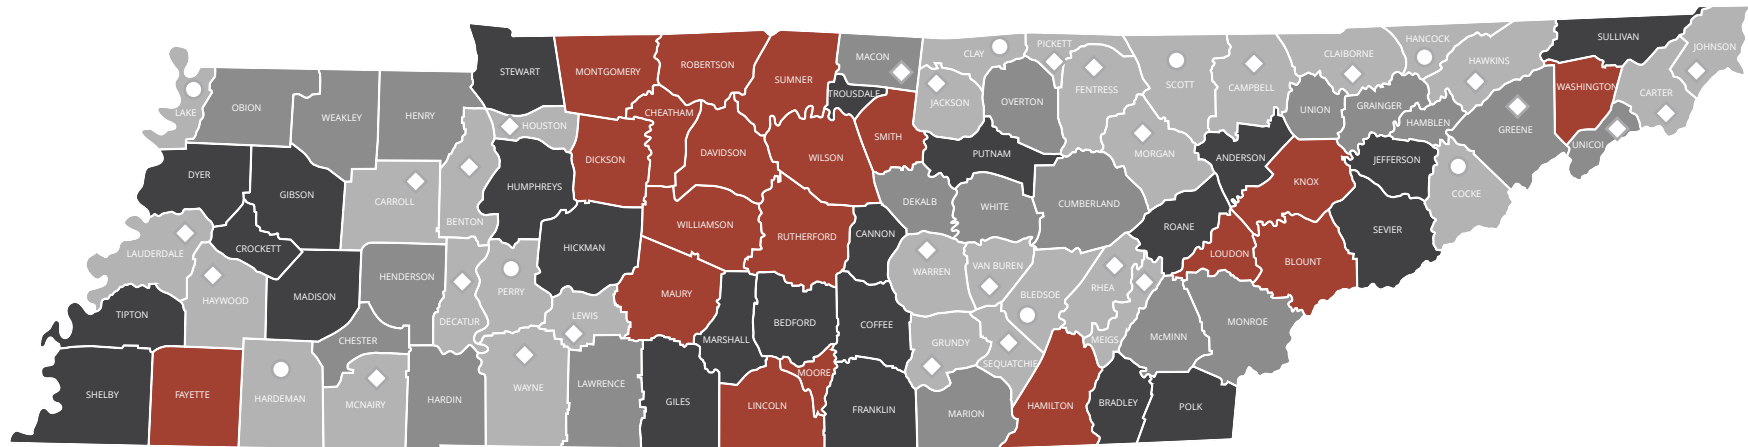 STEWART
MONTGOMERY
ROBERTSON
SUMNER
MACON
TROUSDALE
CLAY
PICKETT
SCOTT
CAMPBELL
CLAIBORNE
HANCOCK
HAWKINS
SULLIVAN
JOHNSON
LAKE
OBION
WEAKLEY
HENRY
HOUSTON
CHEATHAM
SMITH
JACKSON
OVERTON
FENTRESS
UNION
GRAINGER
HAMBLEN
GREENE
WASHINGTON
CARTER
UNICOI
DYER
GIBSON
CARROLL
BENTON
HUMPHREYS
DICKSON
DAVIDSON
WILSON
PUTNAM
MORGAN
ANDERSON
KNOX
JEFFERSON
COCKE
LAUDERDALE
CROCKETT
HICKMAN
WILLIAMSON
RUTHERFORD
CANNON
DEKALB
WHITE
CUMBERLAND
ROANE
LOUDON
BLOUNT
SEVIER
TIPTON
HAYWOOD
MADISON
HENDERSON
DECATUR
PERRY
LEWIS
MAURY
WARREN
VAN BUREN
BLEDSOE
RHEA
CHESTER
MARSHALL
BEDFORD
COFFEE
GRUNDY
SEQUATCHIE
MEIGS
McMINN
MONROE
SHELBY
FAYETTE
HARDEMAN
MCNAIRY
HARDIN
WAYNE
LAWRENCE
GILES
LINCOLN
MOORE
FRANKLIN
MARION
HAMILTON
BRADLEY
POLK